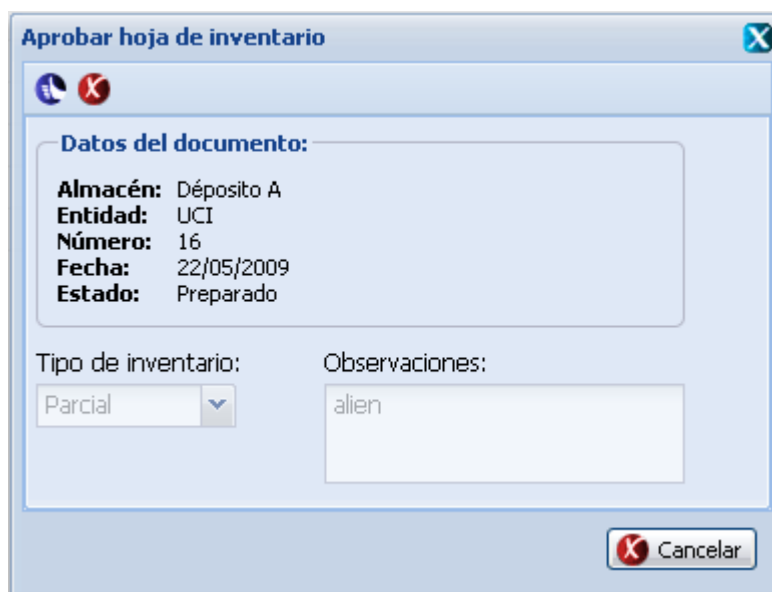 Aprobar hoja de inventario
Datos del documento:
Almacén: Déposito A
Entidad: UCI
Número: 16
Fecha: 22/05/2009
Estado: Preparado
Tipo de inventario:
Parcial
Observaciones:
alien
Cancelar